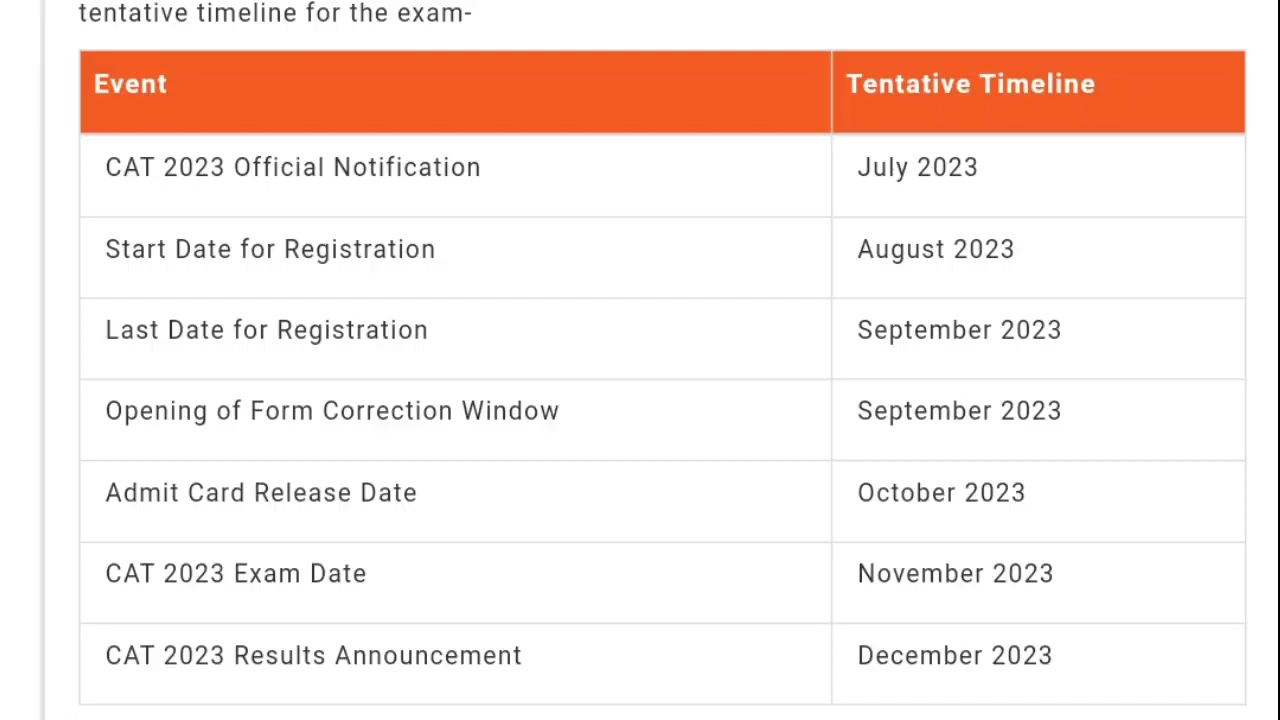 tentative timeline for the exam-
Event Tentative Timeline
CAT 2023 Official Notification July 2023
Start Date for Registration August 2023
Last Date for Registration September 2023
Opening of Form Correction Window September 2023
Admit Card Release Date October 2023
CAT 2023 Exam Date November 2023
CAT 2023 Results Announcement December 2023